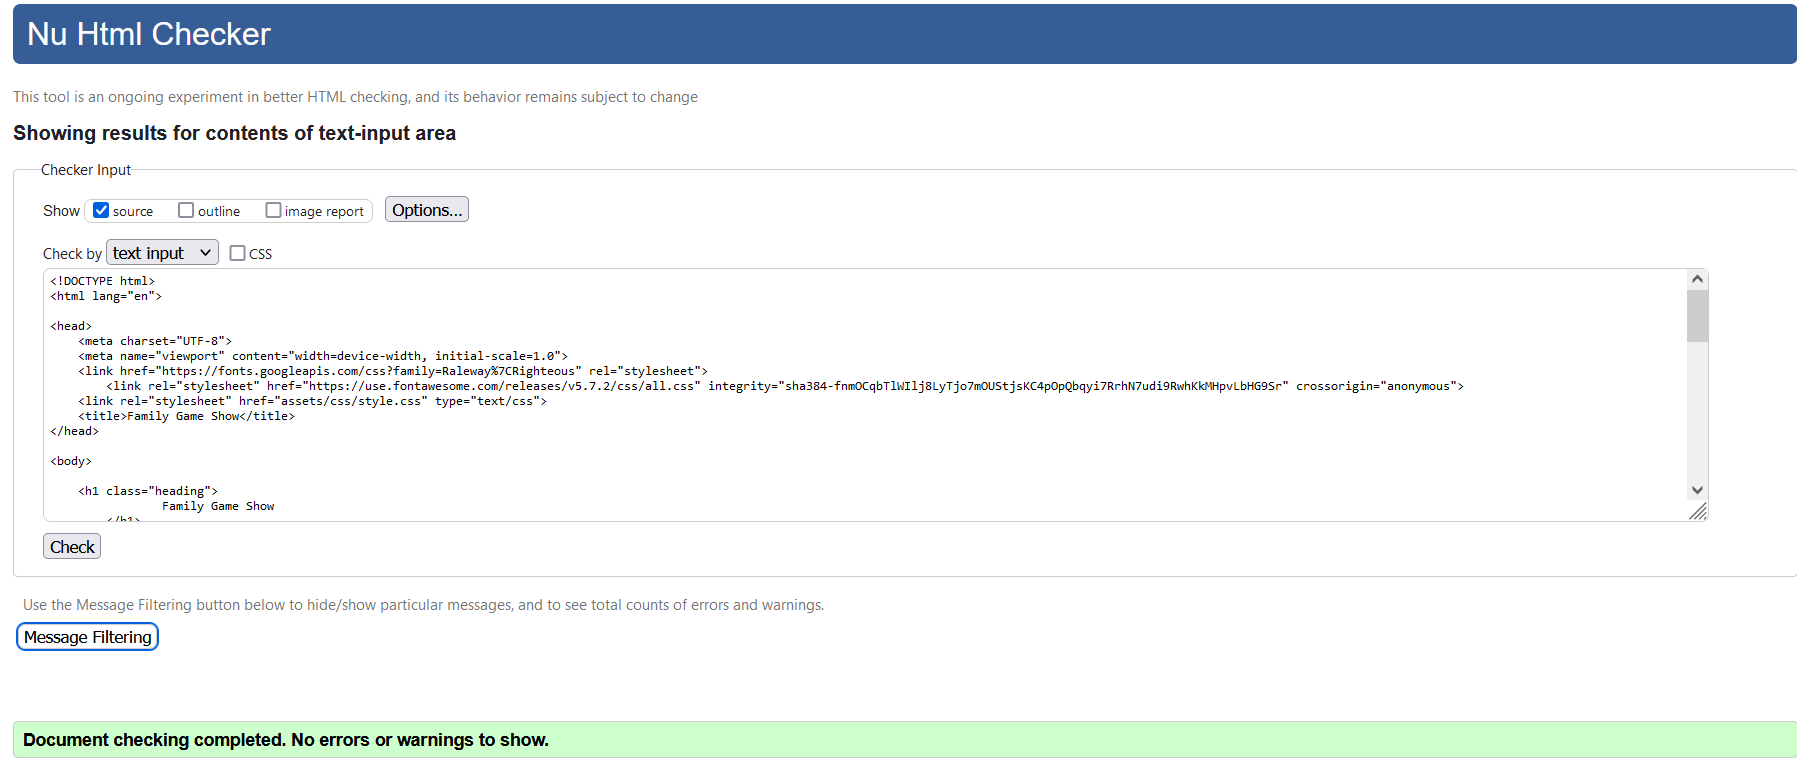 Nu Html Checker
This tool is an ongoing experiment in better HTML checking, and its behavior remains subject to change
Showing results for contents of text-input area
Checker Input
Show source outline image report Options...
Check by text input CSS
<!DOCTYPE html>
<html lang="en">
<head>
<meta charset="UTF-8">
<meta name="viewport" content="width=device-width, initial-scale=1.0">
<link href="https://fonts.googleapis.com/css?family=Raleway%7CRighteous" rel="stylesheet">
<link rel="stylesheet" href="https://use.fontawesome.com/releases/v5.7.2/css/all.css" integrity="sha384-fnmOCqbTlWIlj8LyTjo7mOUStjsKC4pOpQbqyi7RrhN7udi9RwhKkMHpvLbHG9Sr" crossorigin="anonymous">
<link rel="stylesheet" href="assets/css/style.css" type="text/css">
<title>Family Game Show</title>
</head>
<body>
<h1 class="heading">
Family Game Show
</h1>
Check
Use the Message Filtering button below to hide/show particular messages, and to see total counts of errors and warnings.
Message Filtering
Document checking completed. No errors or warnings to show.